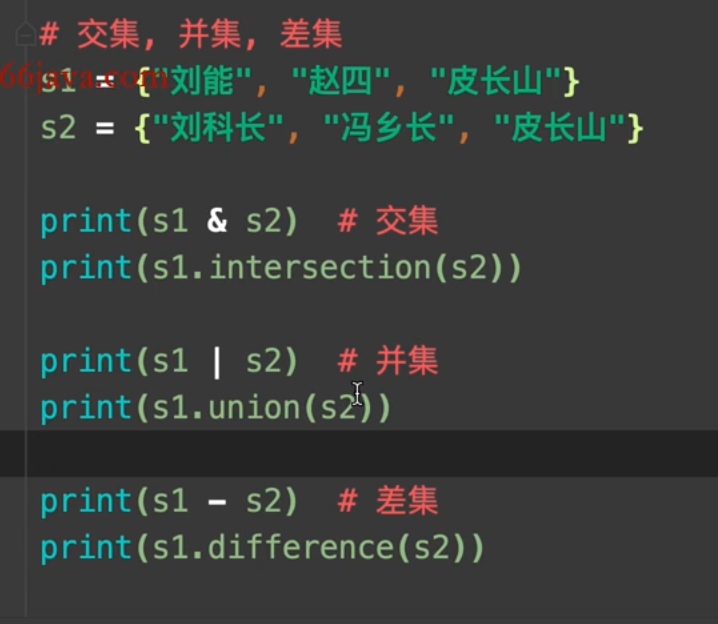 # 交集, 并集, 差集
66java.com
s1 = {"刘能", "赵四", "皮长山"}
s2 = {"刘科长", "冯乡长", "皮长山"}
print(s1 & s2)  # 交集
print(s1.intersection(s2))
print(s1 | s2)  # 并集
print(s1.union(s2))
print(s1 - s2)  # 差集
print(s1.difference(s2))